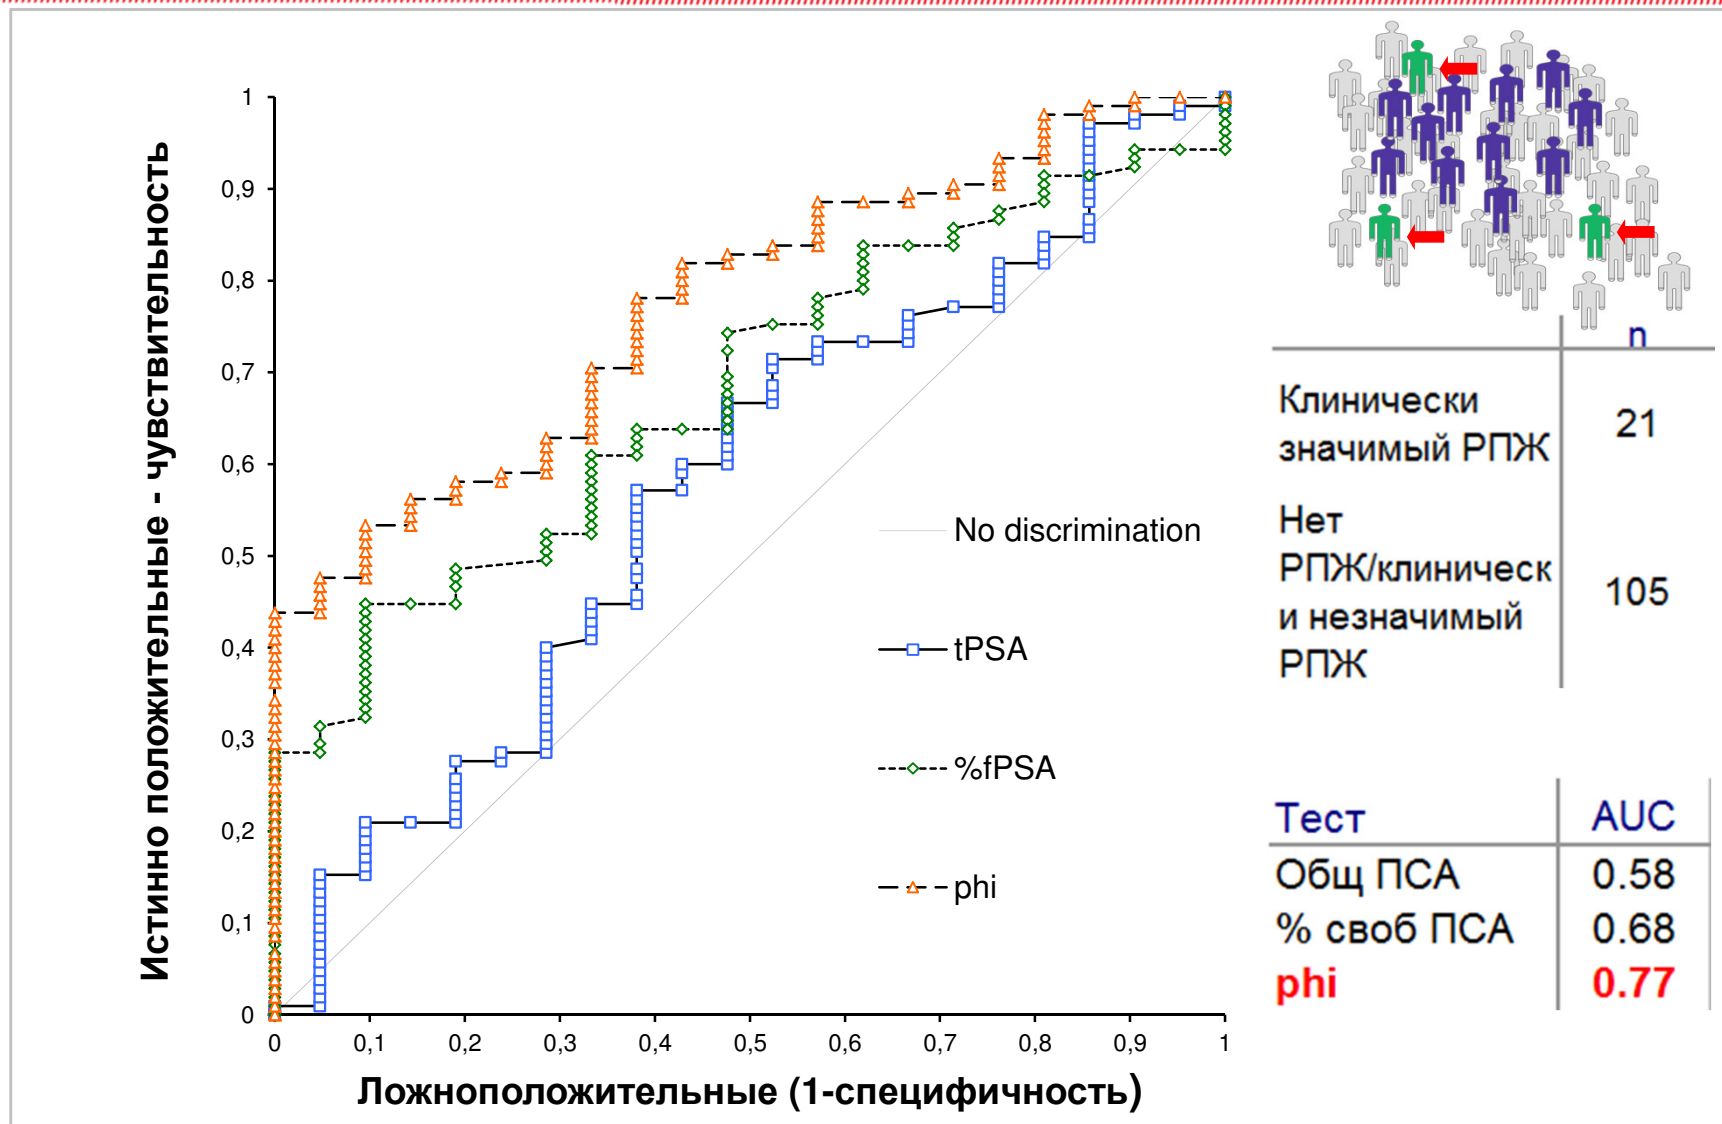 Истинно положительные - чувствительность
1
0,9
0,8
0,7
0,6
0,5
0,4
0,3
0,2
0,1
0
0 0,1 0,2 0,3 0,4 0,5 0,6 0,7 0,8 0,9 1
Ложноположительные (1-специфичность)
No discrimination
tPSA
%fPSA
phi
n
Клинически
значимый РПЖ
21
Нет
РПЖ/клиническ
и незначимый
РПЖ
105
Тест AUC
Общ ПСА 0.58
% своб ПСА 0.68
phi 0.77